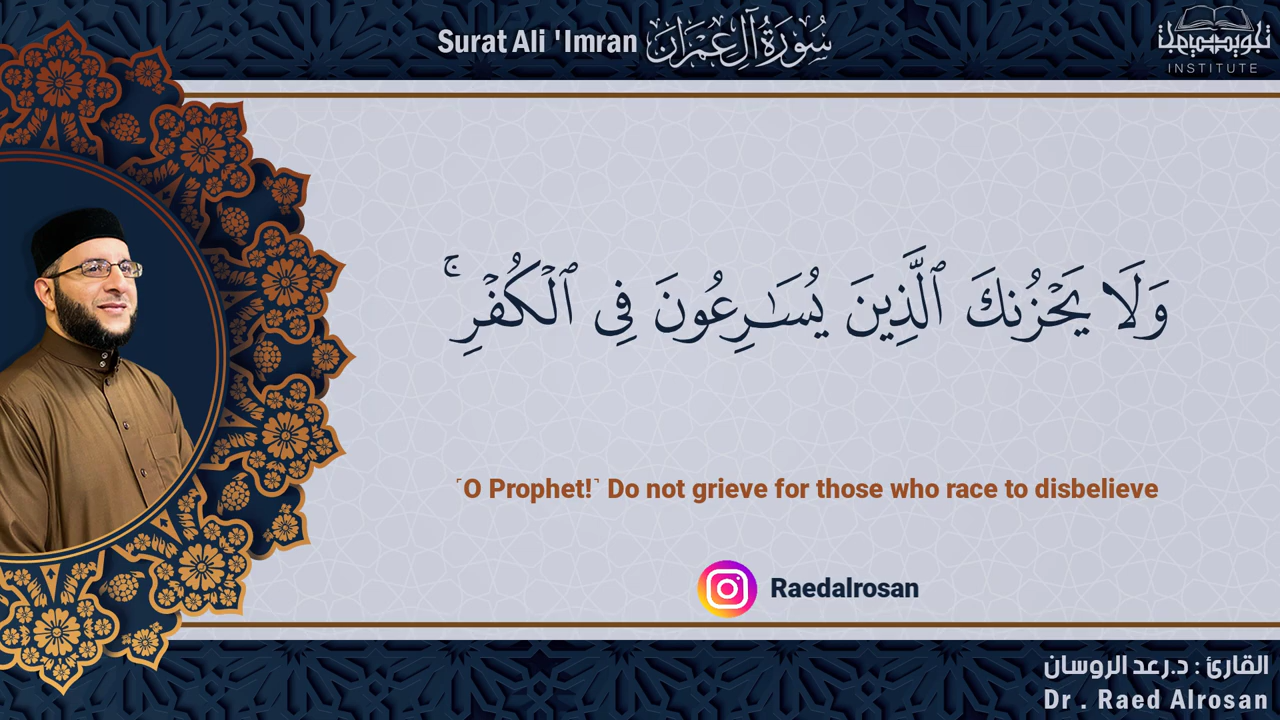 Surat Ali 'Imran سُورَةُ آلِ عِمْرَان
INSTITUTE
وَلَا يَحْزُنكَ ٱلَّذِينَ يُسَـٰرِعُونَ فِى ٱلْكُفْرِ ۚ
˹O Prophet!˺ Do not grieve for those who race to disbelieve
Raedalrosan
القارئ : د.رعد الروسان
Dr . Raed Alrosan